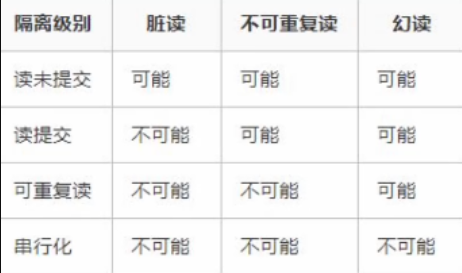 隔离级别 脏读 不可重复读 幻读
读未提交 可能 可能 可能
读提交 不可能 可能 可能
可重复读 不可能 不可能 可能
串行化 不可能 不可能 不可能